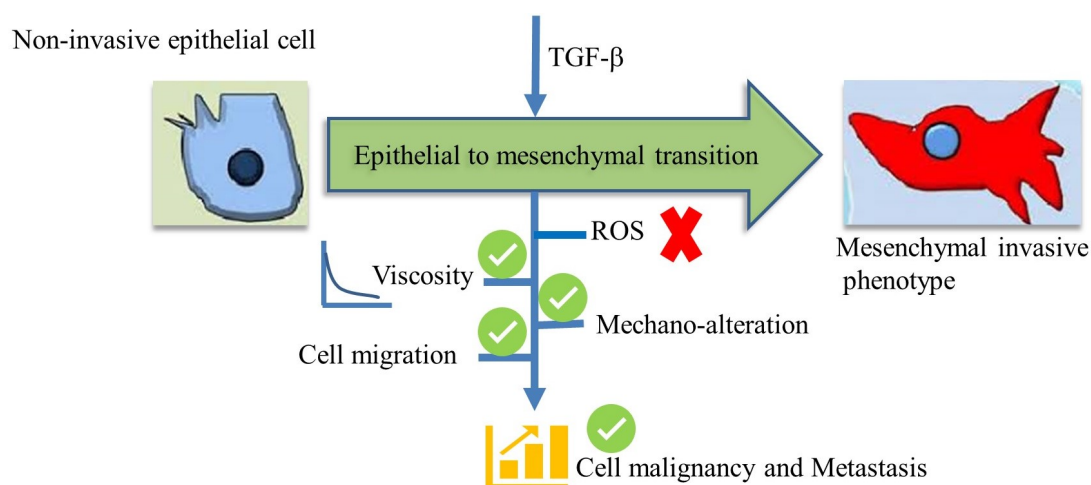 Non-invasive epithelial cell
TGF-β
Epithelial to mesenchymal transition
ROS
Viscosity
Mesenchymal invasive
phenotype
Mechano-alteration
Cell migration
Cell malignancy and Metastasis